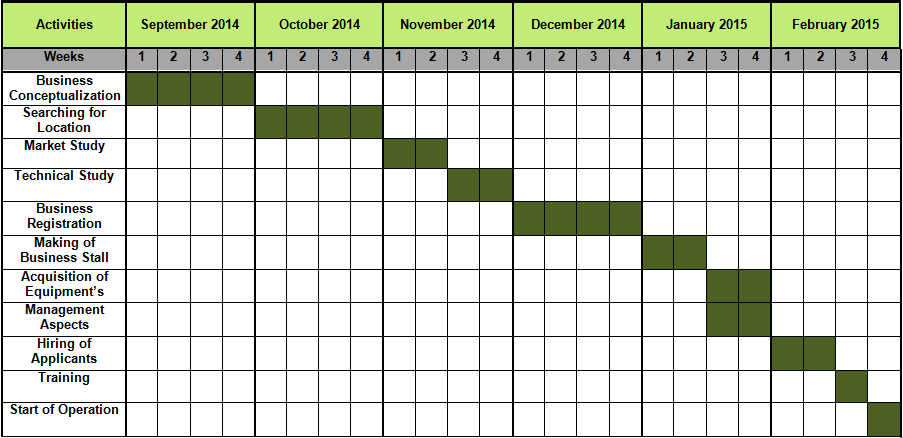 Activities September 2014 October 2014 November 2014 December 2014 January 2015 February 2015
Weeks 1 2 3 4 1 2 3 4 1 2 3 4 1 2 3 4 1 2 3 4 1 2 3 4
Business
Conceptualization
Searching for
Location
Market Study
Technical Study
Business
Registration
Making of
Business Stall
Acquisition of
Equipment’s
Management
Aspects
Hiring of
Applicants
Training
Start of Operation